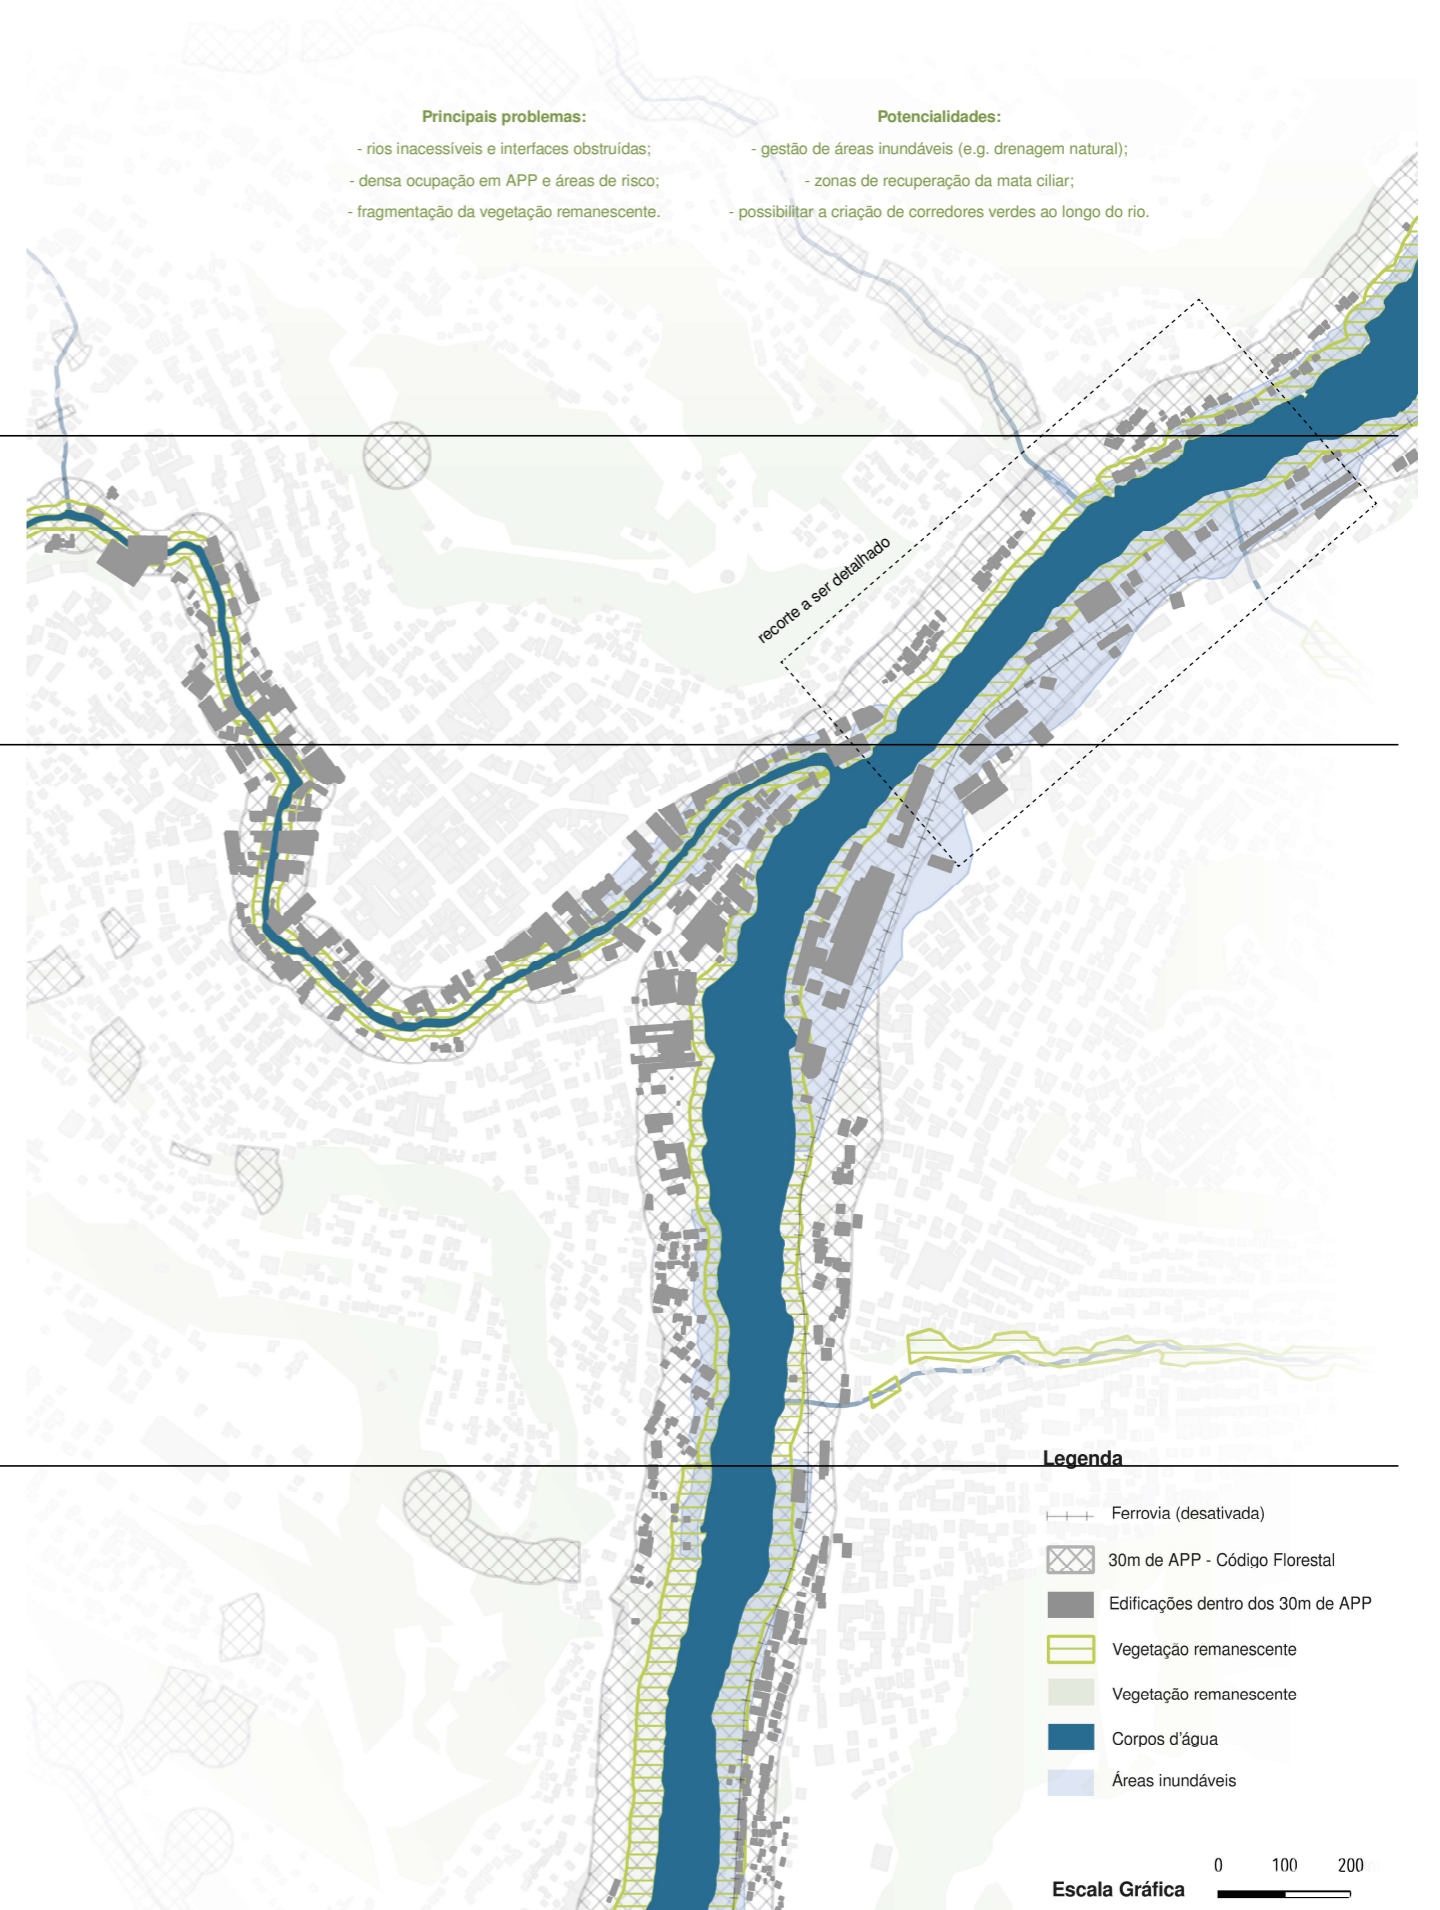 Principais problemas:
- rios inacessíveis e interfaces obstruídas;
- densa ocupação em APP e áreas de risco;
- fragmentação da vegetação remanescente.
Potencialidades:
- gestão de áreas inundáveis (e.g. drenagem natural);
- zonas de recuperação da mata ciliar;
- possibilitar a criação de corredores verdes ao longo do rio.
recorte a ser detalhado
Legenda
Ferrovia (desativada)
30m de APP - Código Florestal
Edificações dentro dos 30m de APP
Vegetação remanescente
Vegetação remanescente
Corpos d'água
Áreas inundáveis
Escala Gráfica
0 100 200